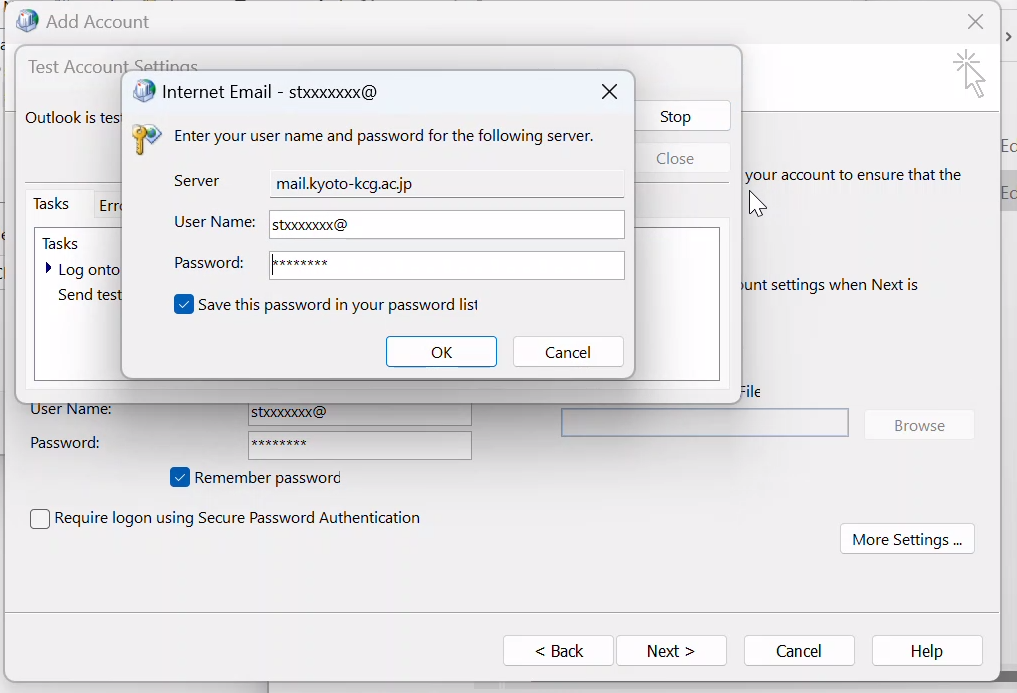 Add Account
Test Account Settings
Internet Email - stxxxxxxx@
Outlook is test
Stop
Enter your user name and password for the following server.
Close
Server
mail.kyoto-kcg.ac.jp
your account to ensure that the
Tasks
Erro
User Name:
stxxxxxxx@
Tasks
Password:
********
Log onto
Send test
ount settings when Next is
Save this password in your password list
OK
Cancel
File
User Name:
stxxxxxxx@
Browse
Password:
********
Remember password
Require logon using Secure Password Authentication
More Settings ...
< Back
Next >
Cancel
Help